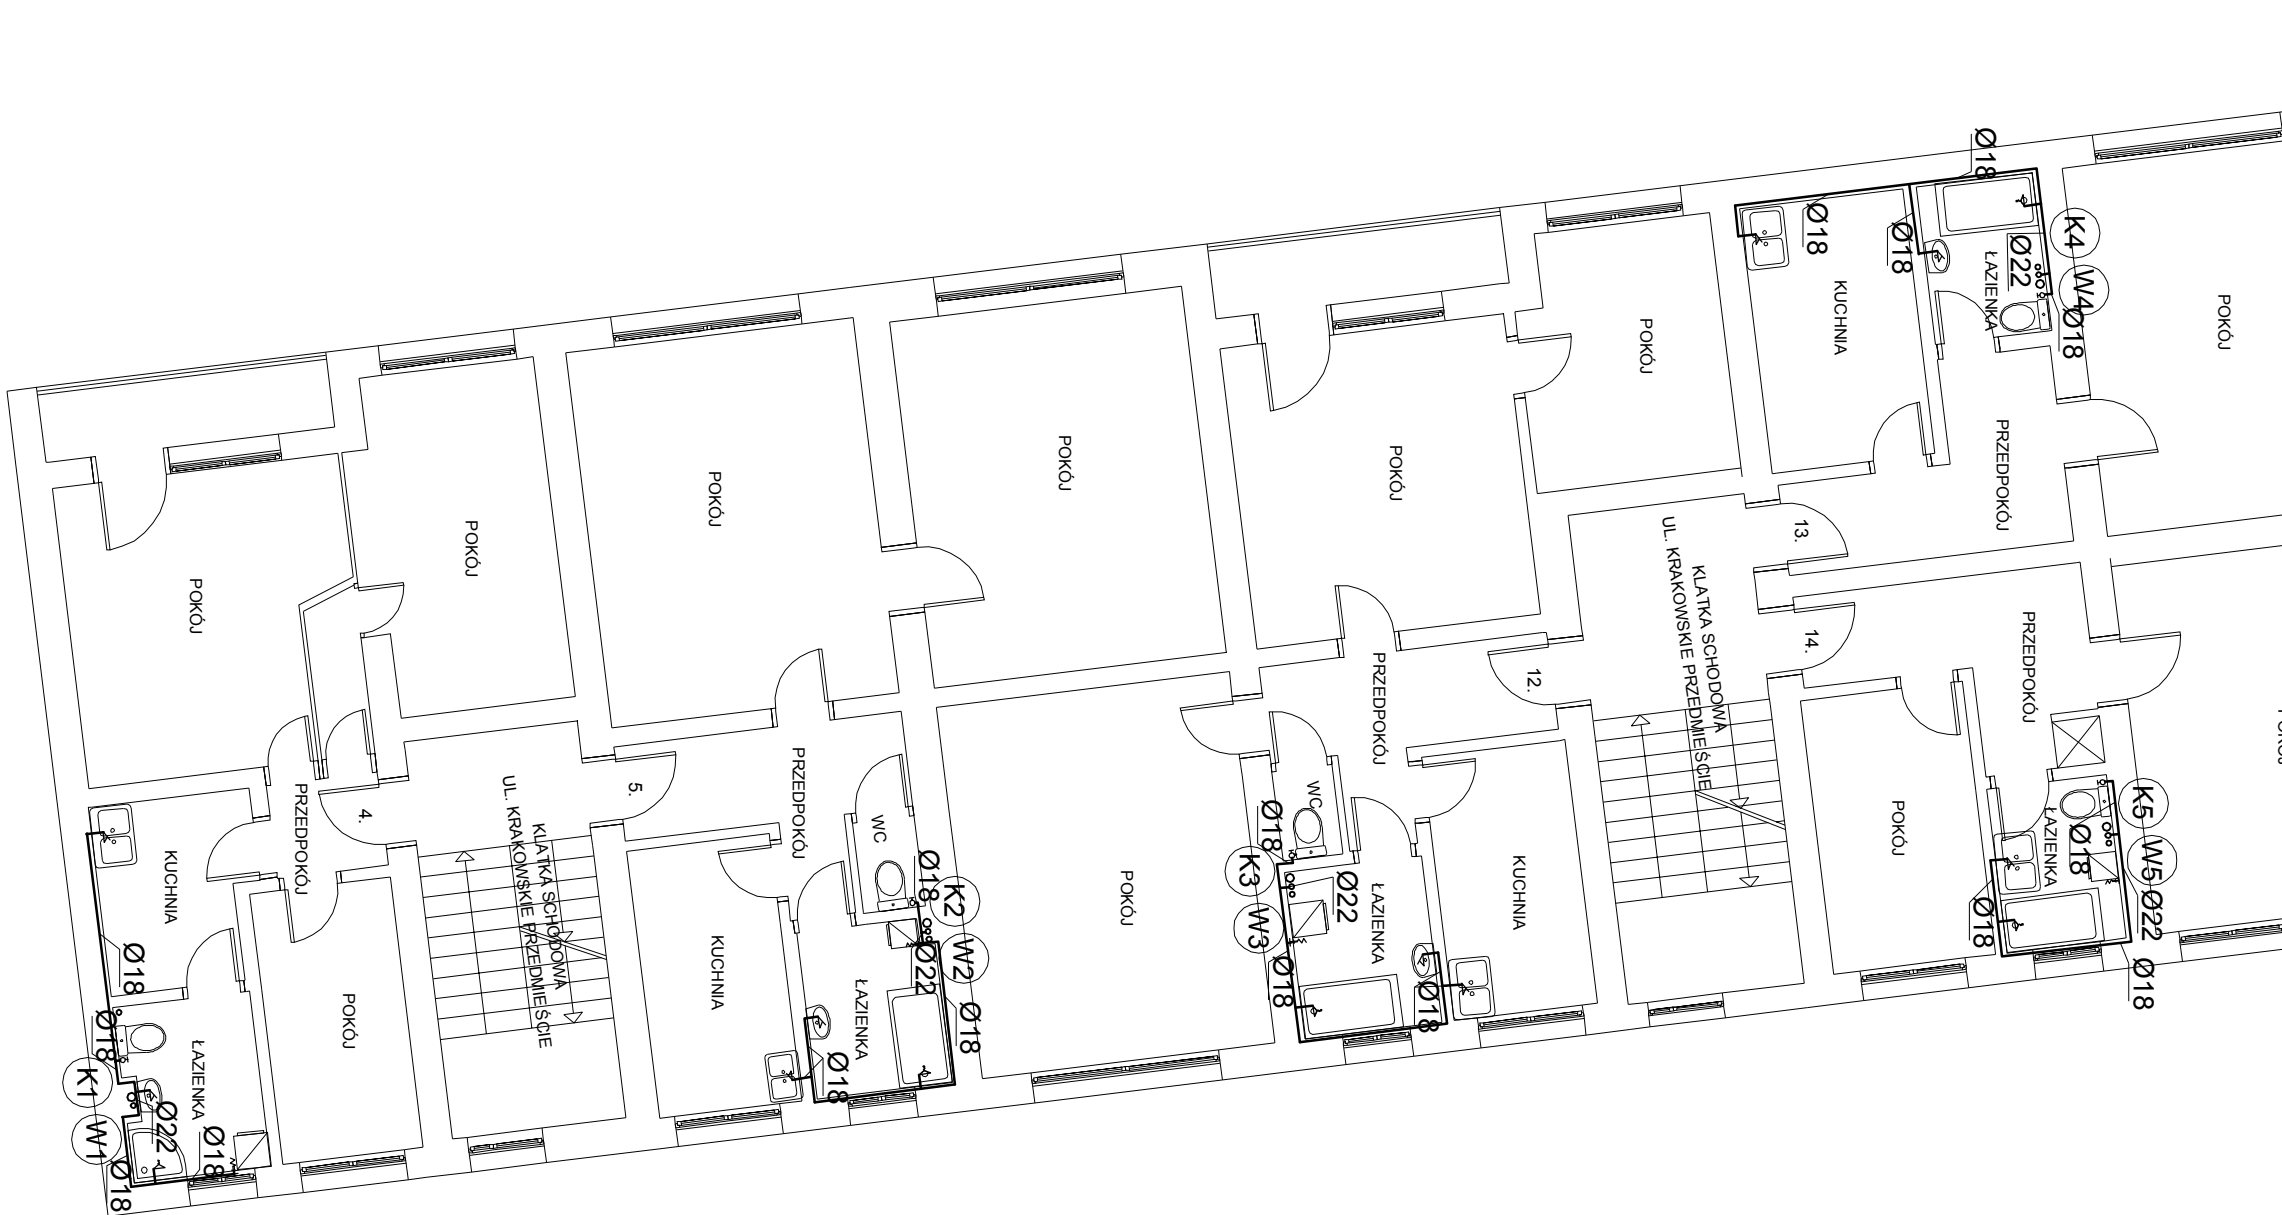 POKÓJ
POKÓJ
POKÓJ
POKÓJ
POKÓJ
POKÓJ
KUCHNIA
ŁAZIENKA
PRZEDPOKÓJ
POKÓJ
Ø18
Ø18
Ø18
Ø22
K4
W4
Ø18
13.
UL. KRAKOWSKIE PRZEDMIEŚCIE
KLATKA SCHODOWA
14.
12.
PRZEDPOKÓJ
PRZEDPOKÓJ
POKÓJ
ŁAZIENKA
K5
W5
Ø18
Ø22
Ø18
Ø18
PRZEDPOKÓJ
4.
KUCHNIA
Ø18
Ø18
K1
W1
ŁAZIENKA
Ø22
Ø18
Ø18
POKÓJ
UL. KRAKOWSKIE PRZEDMIEŚCIE
KLATKA SCHODOWA
5.
PRZEDPOKÓJ
WC
KUCHNIA
ŁAZIENKA
Ø18
K2
W2
Ø22
Ø18
Ø18
POKÓJ
WC
Ø18
K3
W3
Ø22
Ø18
ŁAZIENKA
Ø18
KUCHNIA